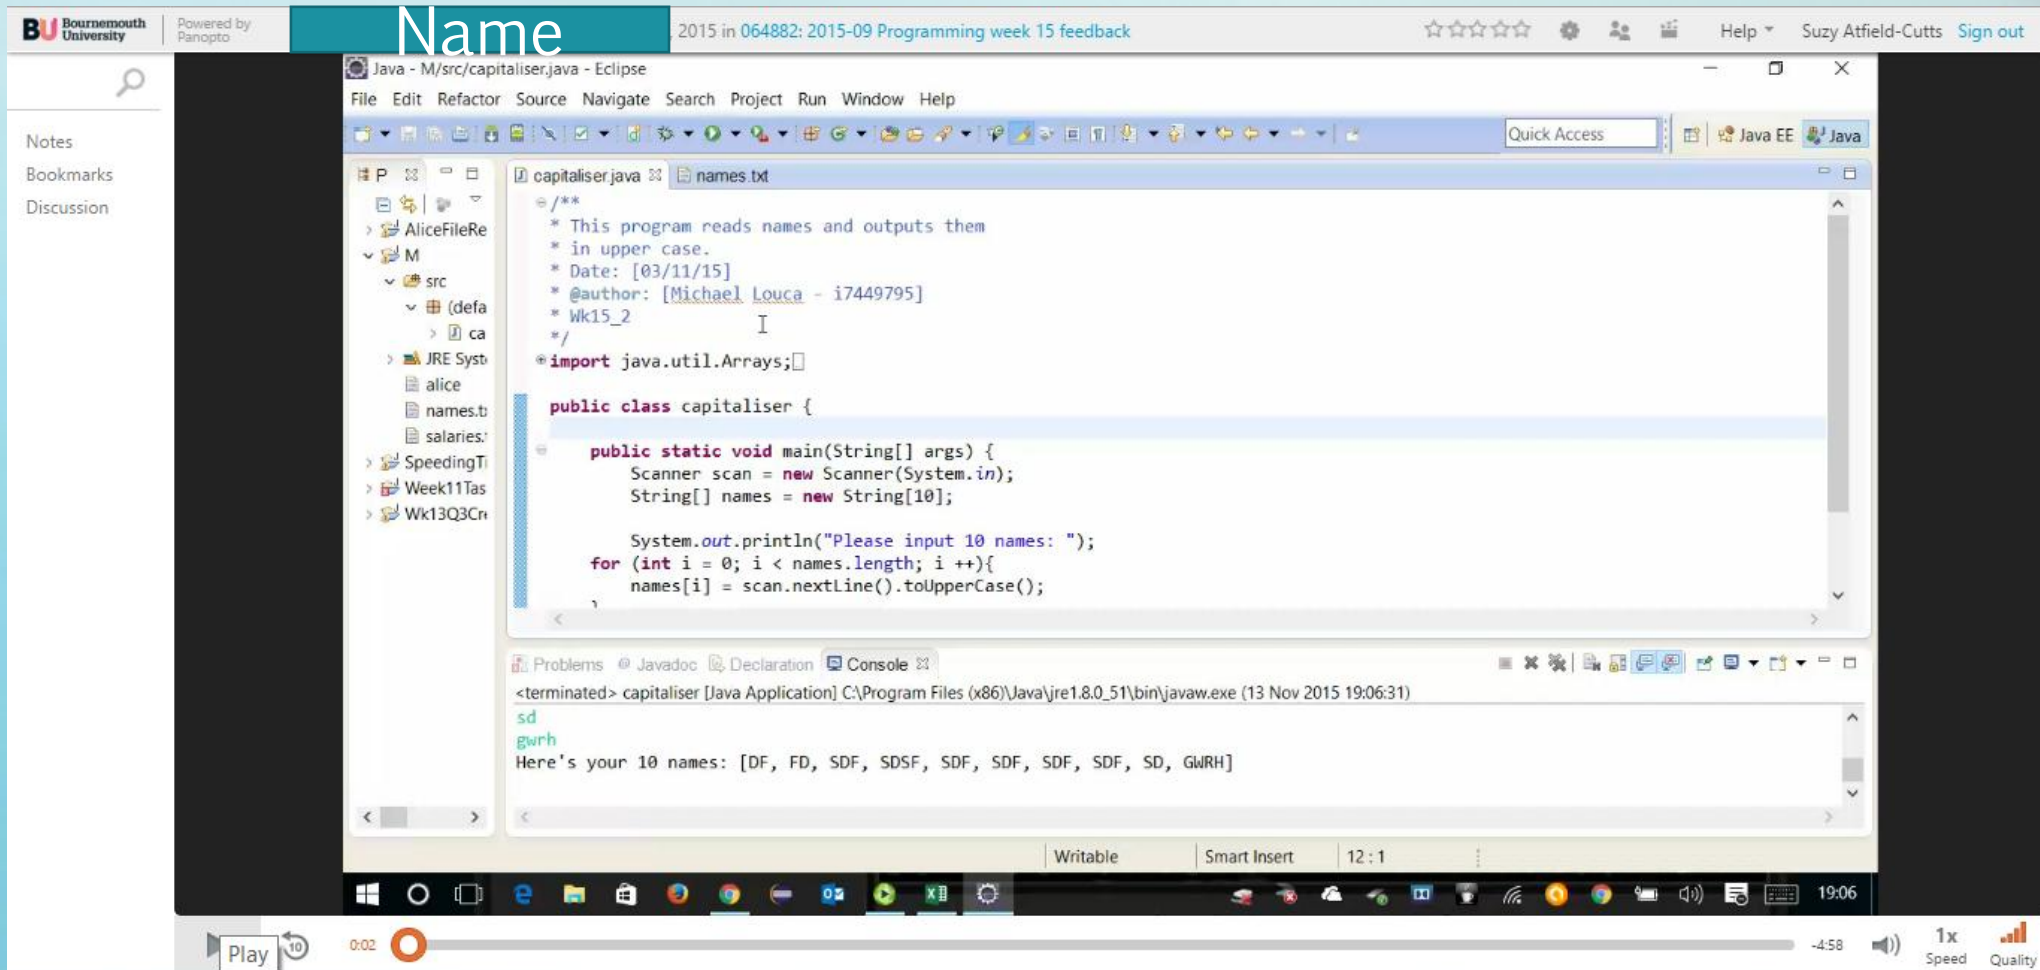 Bournemouth
University
Powered by
Panopto
Name
, 2015 in 064882: 2015-09 Programming week 15 feedback
Help
Suzy Atfield-Cutts
Sign out
Notes
Bookmarks
Discussion
Java - M/src/capitaliser.java - Eclipse
File Edit Refactor Source Navigate Search Project Run Window Help
Quick Access
Java EE
Java
P
AliceFileRe
M
src
(defa
ca
JRE Syst
alice
names.t
salaries.
SpeedingTi
Week11Tas
Wk13Q3Cr
capitaliser.java
names.txt
/**
* This program reads names and outputs them
* in upper case.
* Date: [03/11/15]
* @author: [Michael Louca - i7449795]
* Wk15_2
*/
import java.util.Arrays;
public class capitaliser {
public static void main(String[] args) {
Scanner scan = new Scanner(System.in);
String[] names = new String[10];
System.out.println("Please input 10 names: ");
for (int i = 0; i < names.length; i ++){
names[i] = scan.nextLine().toUpperCase();
Problems @ Javadoc Declaration Console
<terminated> capitaliser [Java Application] C:\Program Files (x86)\Java\jre1.8.0_51\bin\javaw.exe (13 Nov 2015 19:06:31)
sd
gwrh
Here's your 10 names: [DF, FD, SDF, SDSF, SDF, SDF, SDF, SDF, SD, GWRH]
Writable
Smart Insert
12 : 1
19:06
Play
10
0:02
-4:58
1x
Speed
Quality